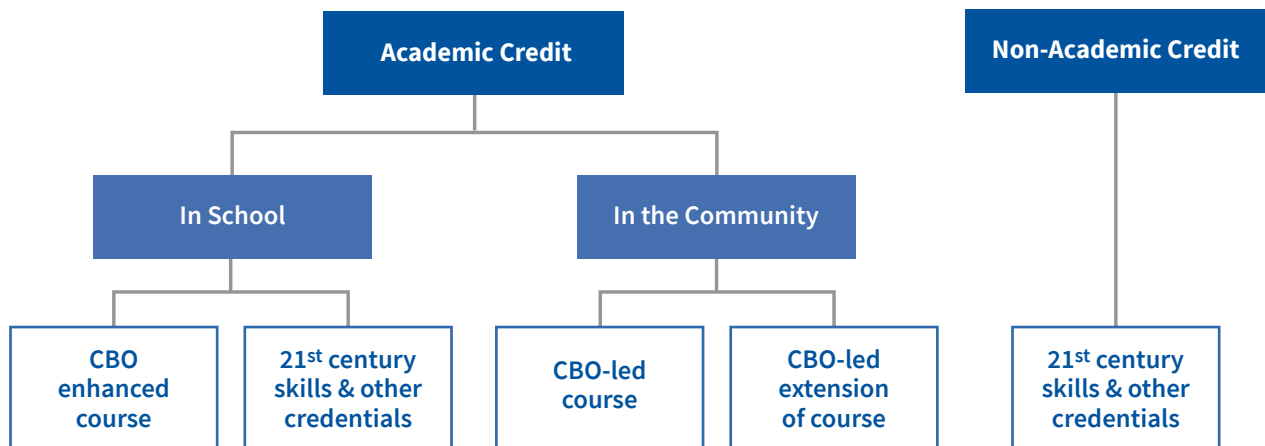 Academic Credit
Non-Academic Credit
In School
In the Community
CBO
enhanced
course
21st century
skills & other
credentials
CBO-led
course
CBO-led
extension
of course
21st century
skills & other
credentials